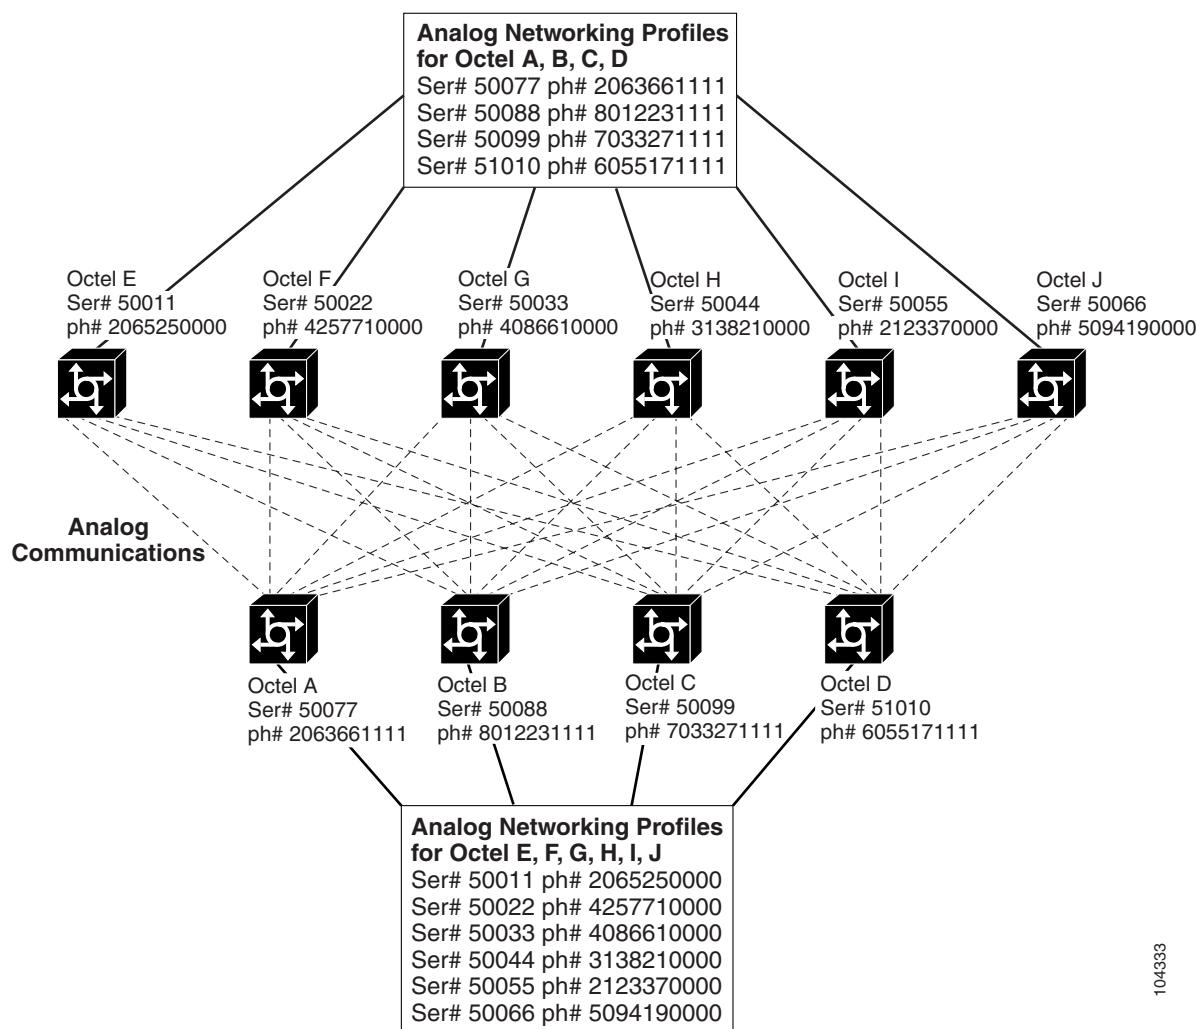 Analog Networking Profiles
for Octel A, B, C, D
Ser# 50077 ph# 2063661111
Ser# 50088 ph# 8012231111
Ser# 50099 ph# 7033271111
Ser# 51010 ph# 6055171111
Octel E
Ser# 50011
ph# 2065250000
Octel F
Ser# 50022
ph# 4257710000
Octel G
Ser# 50033
ph# 4086610000
Octel H
Ser# 50044
ph# 3138210000
Octel I
Ser# 50055
ph# 2123370000
Octel J
Ser# 50066
ph# 5094190000
Analog
Communications
Octel A
Ser# 50077
ph# 2063661111
Octel B
Ser# 50088
ph# 8012231111
Octel C
Ser# 50099
ph# 7033271111
Octel D
Ser# 51010
ph# 6055171111
Analog Networking Profiles
for Octel E, F, G, H, I, J
Ser# 50011 ph# 2065250000
Ser# 50022 ph# 4257710000
Ser# 50033 ph# 4086610000
Ser# 50044 ph# 3138210000
Ser# 50055 ph# 2123370000
Ser# 50066 ph# 5094190000
104333